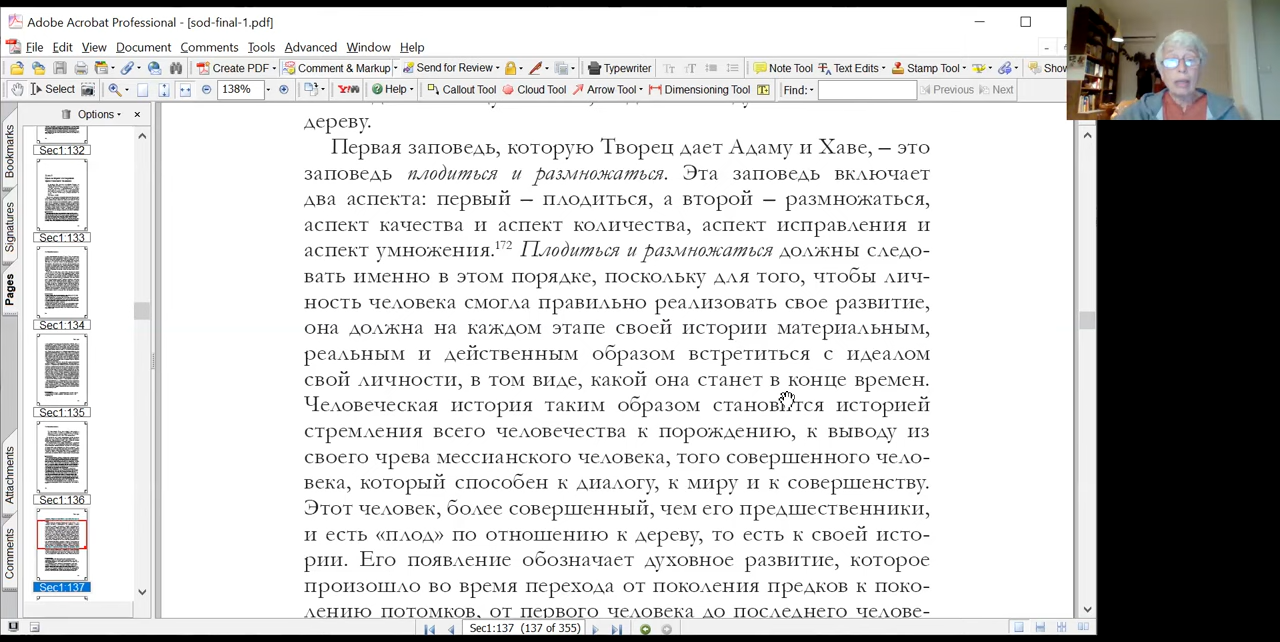 Adobe Acrobat Professional - [sod-final-1.pdf]
File Edit View Document Comments Tools Advanced Window Help
Create PDF Comment & Markup Send for Review Typewriter Note Tool Text Edits Stamp Tool Show
Select 138% Help Callout Tool Cloud Tool Arrow Tool Dimensioning Tool Find: Previous Next
Bookmarks
Signatures
Pages
Attachments
Comments
Options
Sec1:132
Sec1:133
Sec1:134
Sec1:135
Sec1:136
Sec1:137
дереву.
Первая заповедь, которую Творец дает Адаму и Хаве, – это
заповедь плодиться и размножаться. Эта заповедь включает
два аспекта: первый – плодиться, а второй – размножаться,
аспект качества и аспект количества, аспект исправления и
аспект умножения.172 Плодиться и размножаться должны следо-
вать именно в этом порядке, поскольку для того, чтобы лич-
ность человека смогла правильно реализовать свое развитие,
она должна на каждом этапе своей истории материальным,
реальным и действенным образом встретиться с идеалом
свой личности, в том виде, какой она станет в конце времен.
Человеческая история таким образом становится историей
стремления всего человечества к порождению, к выводу из
своего чрева мессианского человека, того совершенного чело-
века, который способен к диалогу, к миру и к совершенству.
Этот человек, более совершенный, чем его предшественники,
и есть «плод» по отношению к дереву, то есть к своей исто-
рии. Его появление обозначает духовное развитие, которое
произошло во время перехода от поколения предков к поко-
лению потомков, от первого человека до последнего челове-
Sec1:137 (137 of 355)